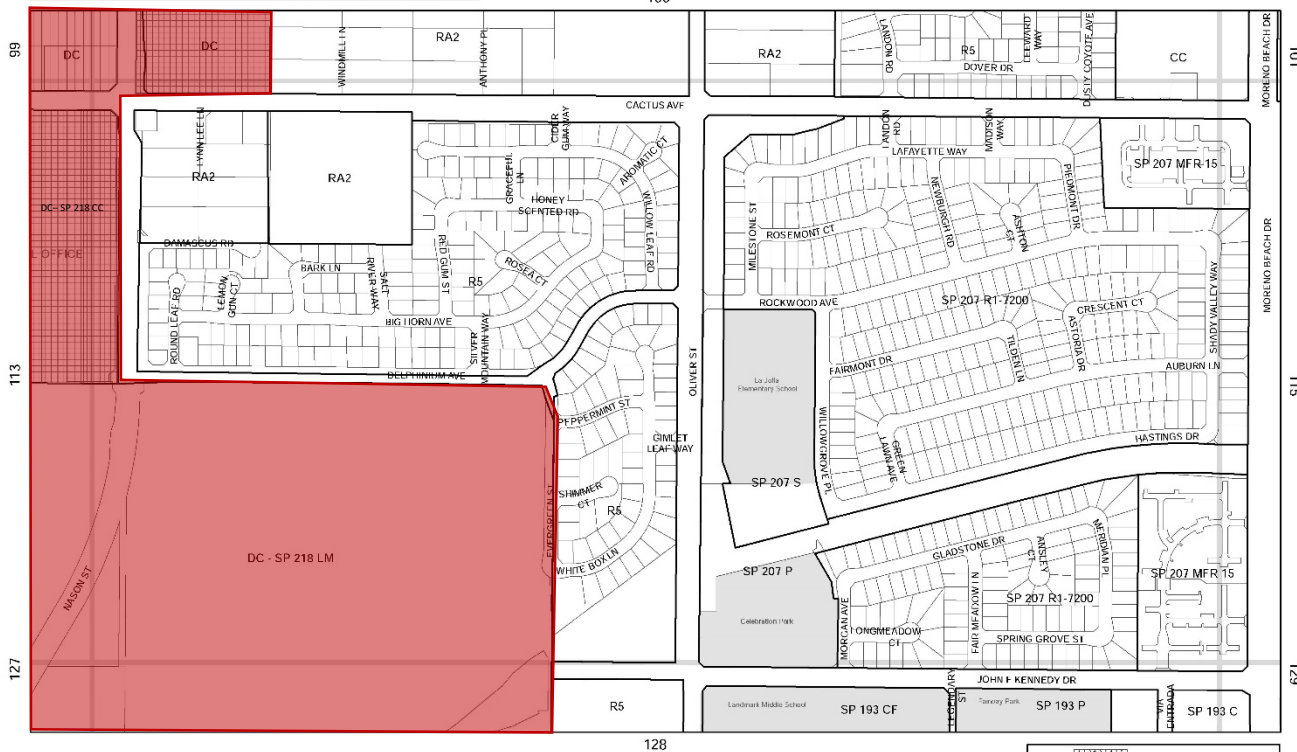 99
DC
DC
WINDMILL LN
RA2
ANTHONY PL
RA2
LANDON RD
R5
LEEWARD WAY
DOVER DR
DUSTY COYOTE AVE
CC
MORENO BEACH DR
CACTUS AVE
LYNN LEE LN
RA2
RA2
CIDER GUM WAY
AROMATIC CT
GRACEFUL LN
HONEY SCENTED RD
WILLOW LEAF RD
LANDON RD
MADISON WAY
LAFAYETTE WAY
PIEDMONT DR
SP 207 MFR 15
DC- SP 218 CC
L OFFICE
DAMASCUS RD
BARK LN
RED GUM ST
ROSEA CT
R5
SALT RIVER WAY
LEMON GUN CT
ROUND LEAF RD
BIG HORN AVE
SILVER MOUNTAIN WAY
MILESTONE ST
ROSEMONT CT
NEWBURGH RD
ASHTON CT
ROCKWOOD AVE
SP 207 R1-7200
CRESCENT CT
ASTORIA DR
SHADY VALLEY WAY
MORENO BEACH DR
113
DELPHINIUM AVE
OLIVER ST
La Jolla
Elementary School
FAIRMONT DR
TILDEN LN
AUBURN LN
115
PEPPERMINT ST
GIMLET LEAF WAY
WILLOWGROVE PL
GREEN LAWN AVE
HASTINGS DR
SHIMMER CT
R5
EVERGREEN ST
WHITE BOX LN
SP 207 S
DC - SP 218 LM
NASON ST
SP 207 P
GLADSTONE DR
ANSLEY CT
MERIDIAN PL
SP 207 MFR 15
SP 207 R1-7200
Celebration Park
MORGAN AVE
LONGMEADOW CT
FAIR MEADOW LN
SPRING GROVE ST
127
129
JOHN F KENNEDY DR
R5
Landmark Middle School
SP 193 CF
LEGENDARY ST
Fairway Park
SP 193 P
VIA ENTRADA
SP 193 C
128